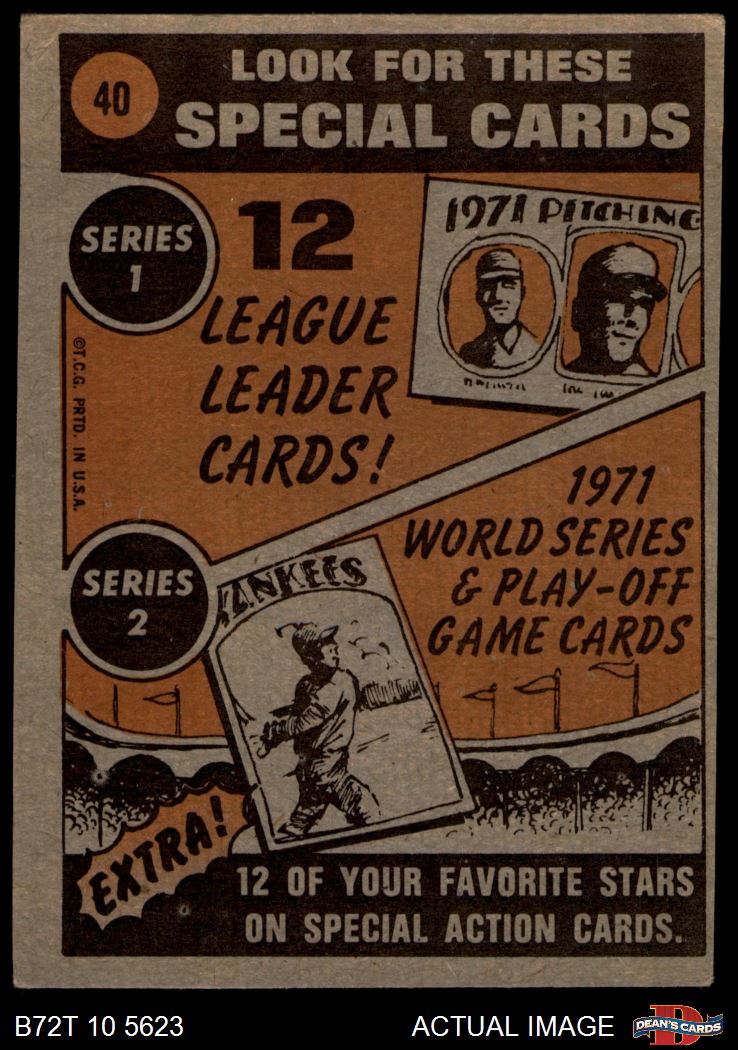 40
LOOK FOR THESE
SPECIAL CARDS
SERIES
1
12
LEAGUE
LEADER
CARDS!
1971 PITCHING
©T.C.G. PRTD. IN U.S.A.
1971
WORLD SERIES
& PLAY-OFF
GAME CARDS
SERIES
2
YANKEES
EXTRA!
12 OF YOUR FAVORITE STARS
ON SPECIAL ACTION CARDS.
B72T 10 5623
ACTUAL IMAGE
DEAN'S CARDS